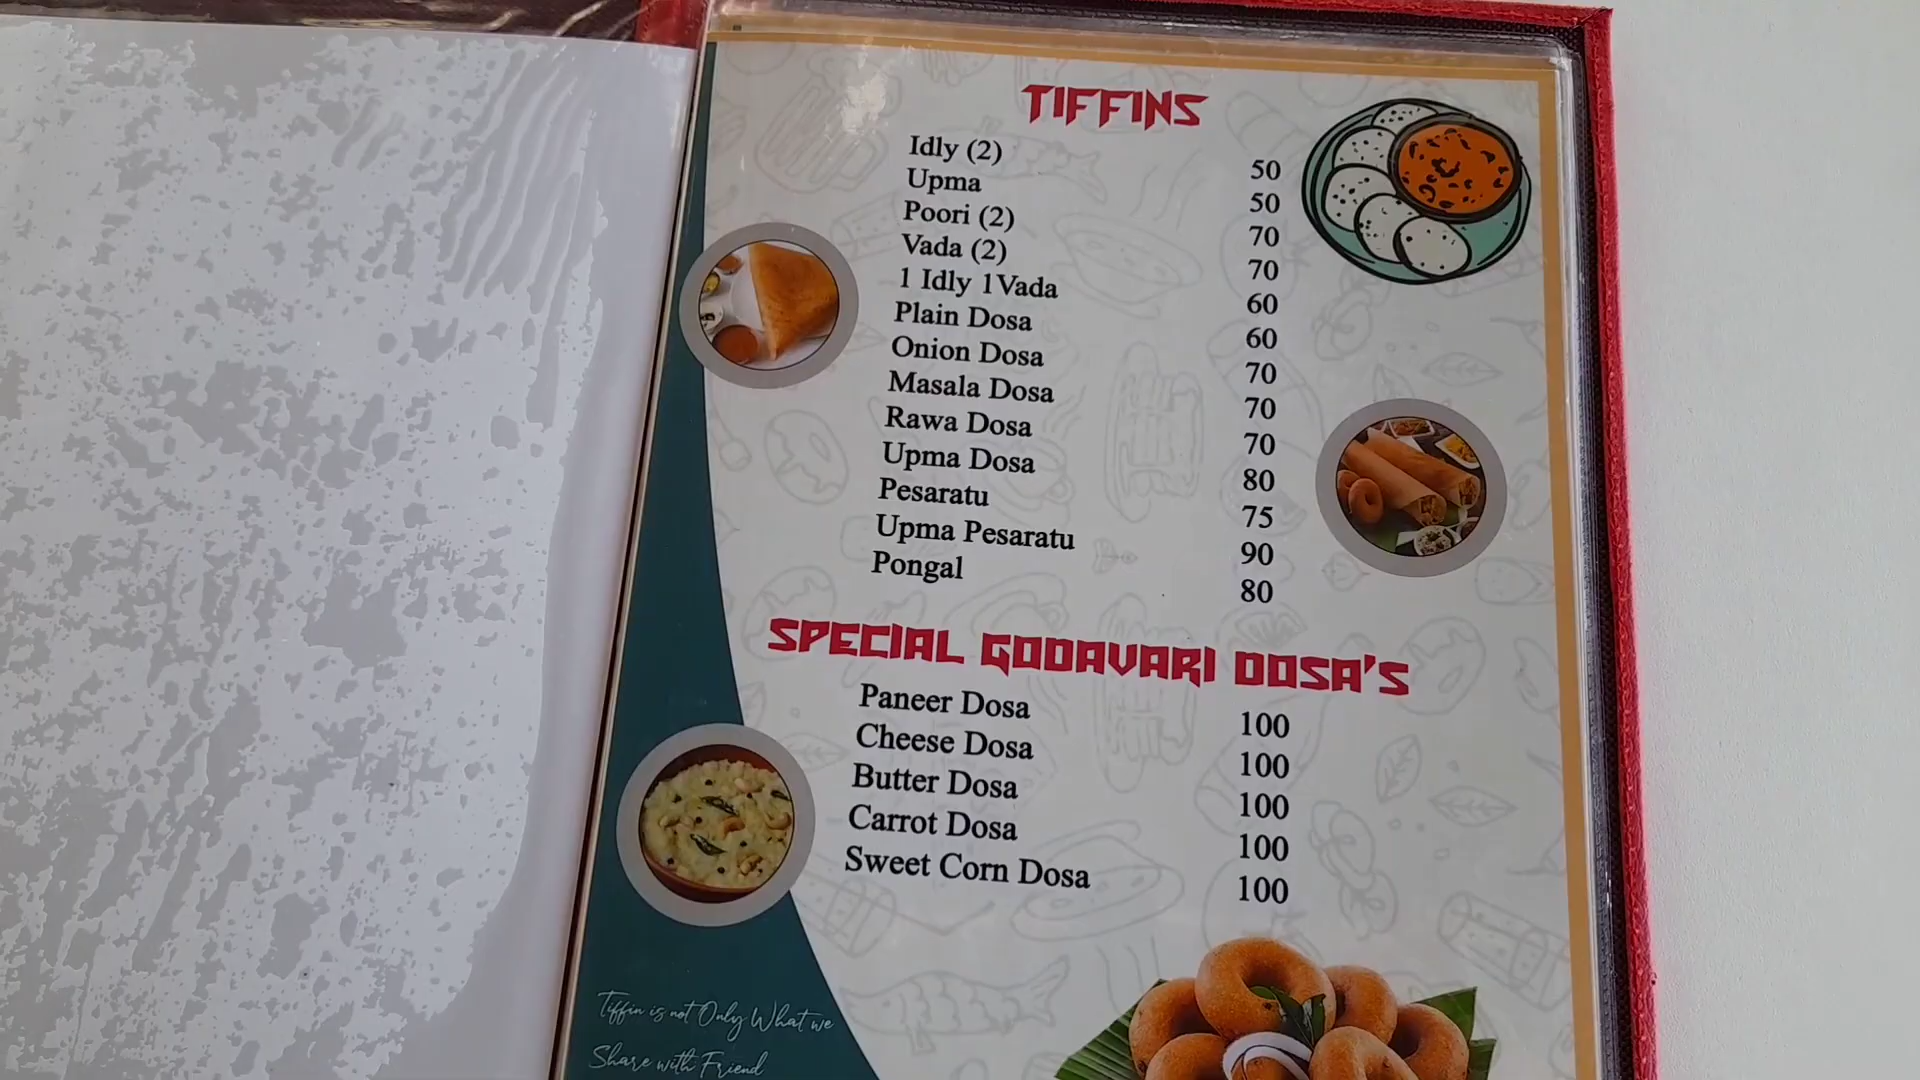 TIFFINS
Idly (2) 50
Upma 50
Poori (2) 70
Vada (2) 70
1 Idly 1Vada 60
Plain Dosa 60
Onion Dosa 70
Masala Dosa 70
Rawa Dosa 70
Upma Dosa 80
Pesaratu 75
Upma Pesaratu 90
Pongal 80
SPECIAL GODAVARI DOSA'S
Paneer Dosa 100
Cheese Dosa 100
Butter Dosa 100
Carrot Dosa 100
Sweet Corn Dosa 100
Tiffin is not Only What we
Share with Friend